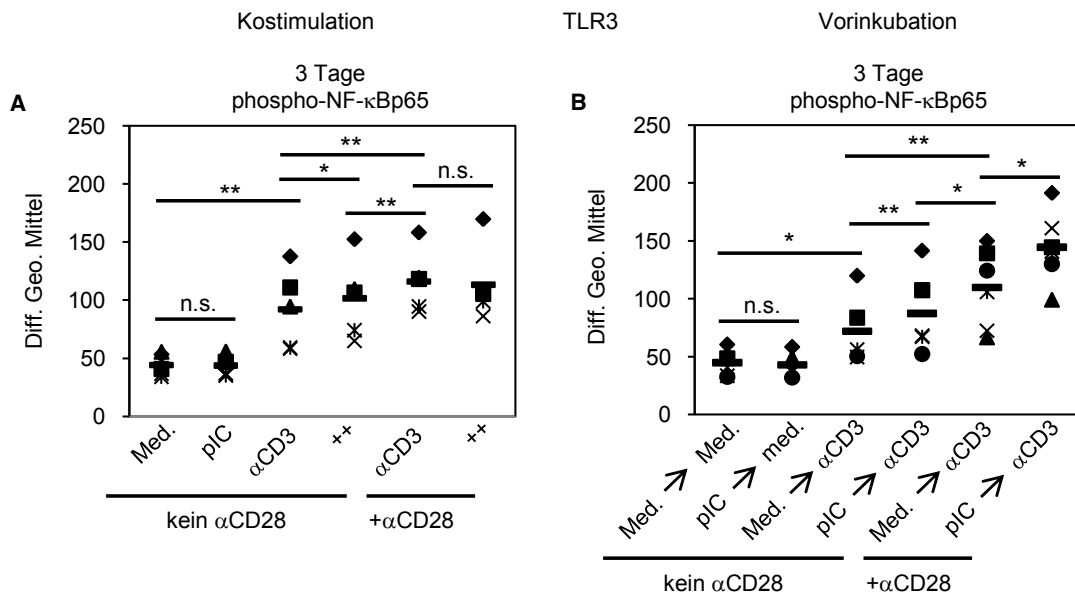 Kostimulation TLR3 Vorinkubation
A
3 Tage
phospho-NF-κBp65
Diff. Geo. Mittel
250
200
150
100
50
0
**
*
n.s.
**
**
n.s.
Med. pIC αCD3 ++ αCD3 ++
kein αCD28 +αCD28
B
3 Tage
phospho-NF-κBp65
Diff. Geo. Mittel
250
200
150
100
50
0
**
*
*
**
*
n.s.
Med. med. αCD3 αCD3 αCD3 αCD3
Med. pIC Med. pIC Med. pIC
kein αCD28 +αCD28